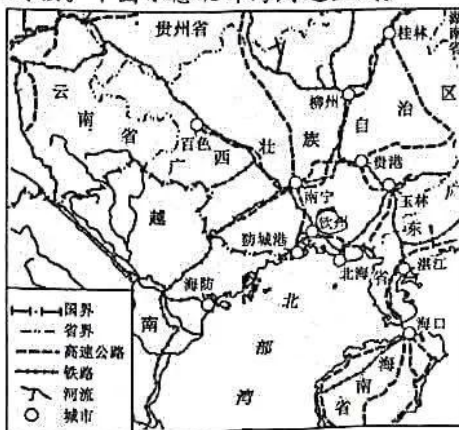 贵州省
桂林
湖南省
云南省
柳州
百色
广西壮族自治区
贵港
南宁
玉林
广东省
越南
钦州
防城港
北海
湛江
海防
北部湾
海口
海南省
国界
省界
高速公路
铁路
河流
城市